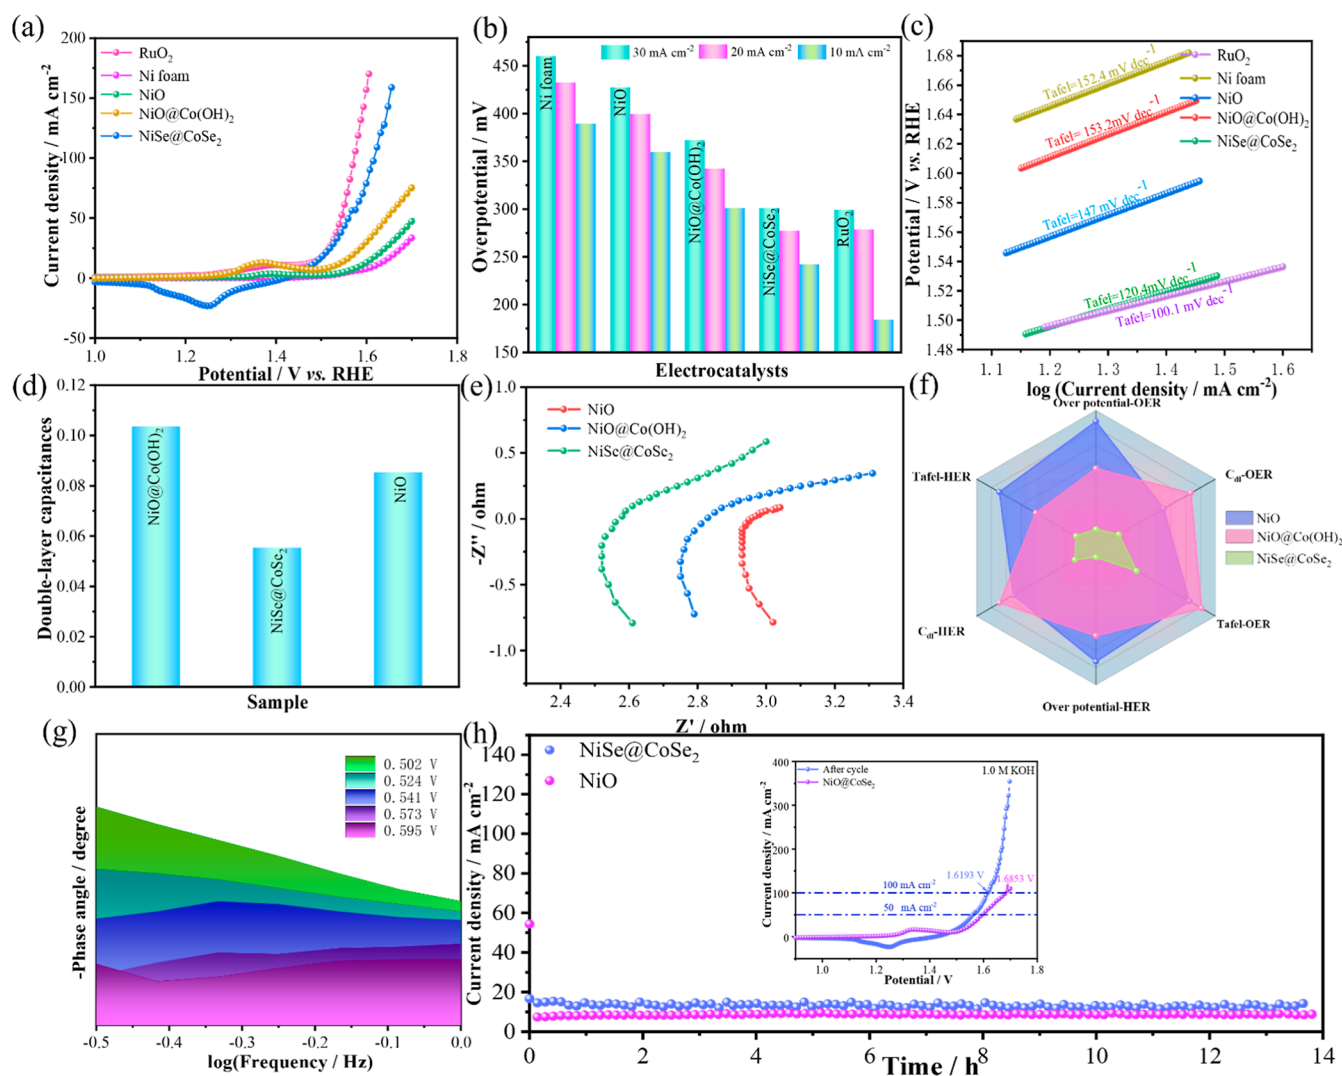 (a)
200
150
100
50
0
-50
1.0
1.2
1.4
1.6
1.8
Current density / mA cm-2
Potential / V vs. RHE
RuO2
Ni foam
NiO
NiO@Co(OH)2
NiSe@CoSe2
(b)
450
400
350
300
250
200
150
Overpotential / mV
Electrocatalysts
30 mA cm-2
20 mA cm-2
10 mA cm-2
Ni foam
NiO
NiO@Co(OH)2
NiSe@CoSe2
RuO2
(c)
1.68
1.66
1.64
1.62
1.60
1.58
1.56
1.54
1.52
1.50
1.48
1.1
1.2
1.3
1.4
1.5
1.6
Potential / V vs. RHE
log (Current density / mA cm-2)
Tafel=152.4 mV dec-1
Tafel= 153.2mV dec-1
Tafel=147 mV dec-1
Tafel=120.4mV dec-1
Tafel=100.1 mV dec-1
RuO2
Ni foam
NiO
NiO@Co(OH)2
NiSe@CoSe2
(d)
0.12
0.10
0.08
0.06
0.04
0.02
0.00
Double-layer capacitances
Sample
NiO@Co(OH)2
NiSe@CoSe2
NiO
(e)
1.0
0.5
0.0
-0.5
-1.0
2.4
2.6
2.8
3.0
3.2
3.4
-Z'' / ohm
Z' / ohm
NiO
NiO@Co(OH)2
NiSe@CoSe2
(f)
Over potential-OER
Cdl-OER
Tafel-OER
Over potential-HER
Cdl-HER
Tafel-HER
NiO
NiO@Co(OH)2
NiSe@CoSe2
(g)
-Phase angle / degree
-0.5
-0.4
-0.3
-0.2
-0.1
0.0
log(Frequency / Hz)
0.502 V
0.524 V
0.541 V
0.573 V
0.595 V
(h)
140
120
100
80
60
40
20
0
0
2
4
6
8
10
12
14
Current density / mA cm-2
Time / h
NiSe@CoSe2
NiO
400
300
200
100
0
1.0
1.2
1.4
1.6
1.8
Current density / mA cm-2
Potential / V
After cycle
NiO@CoSe2
1.0 M KOH
1.6193 V
1.6853 V
100 mA cm-2
50 mA cm-2